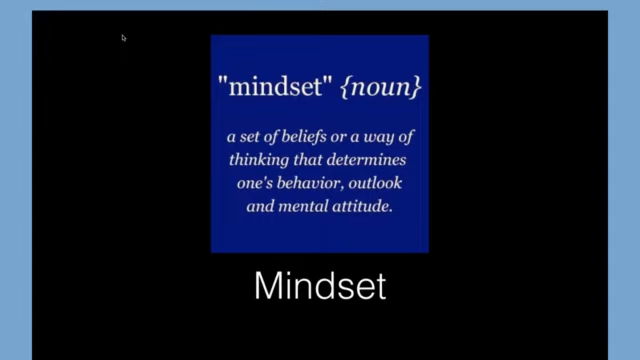 "mindset" {noun}
a set of beliefs or a way of
thinking that determines
one's behavior, outlook
and mental attitude.
Mindset